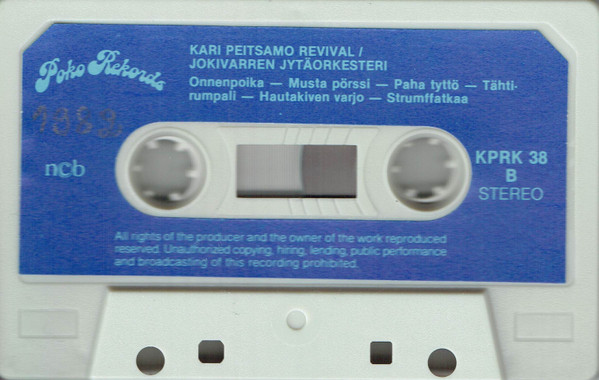 Poko Rekords
KARI PEITSAMO REVIVAL /
JOKIVARREN JYTÄORKESTERI
Onnenpoika — Musta pörssi — Paha tyttö — Tähti-
rumpali — Hautakiven varjo — Strumffatkaa
ncb
KPRK 38
B
STEREO
All rights of the producer and the owner of the work reproduced
reserved. Unauthorized copying, hiring, lending, public performance
and broadcasting of this recording prohibited.